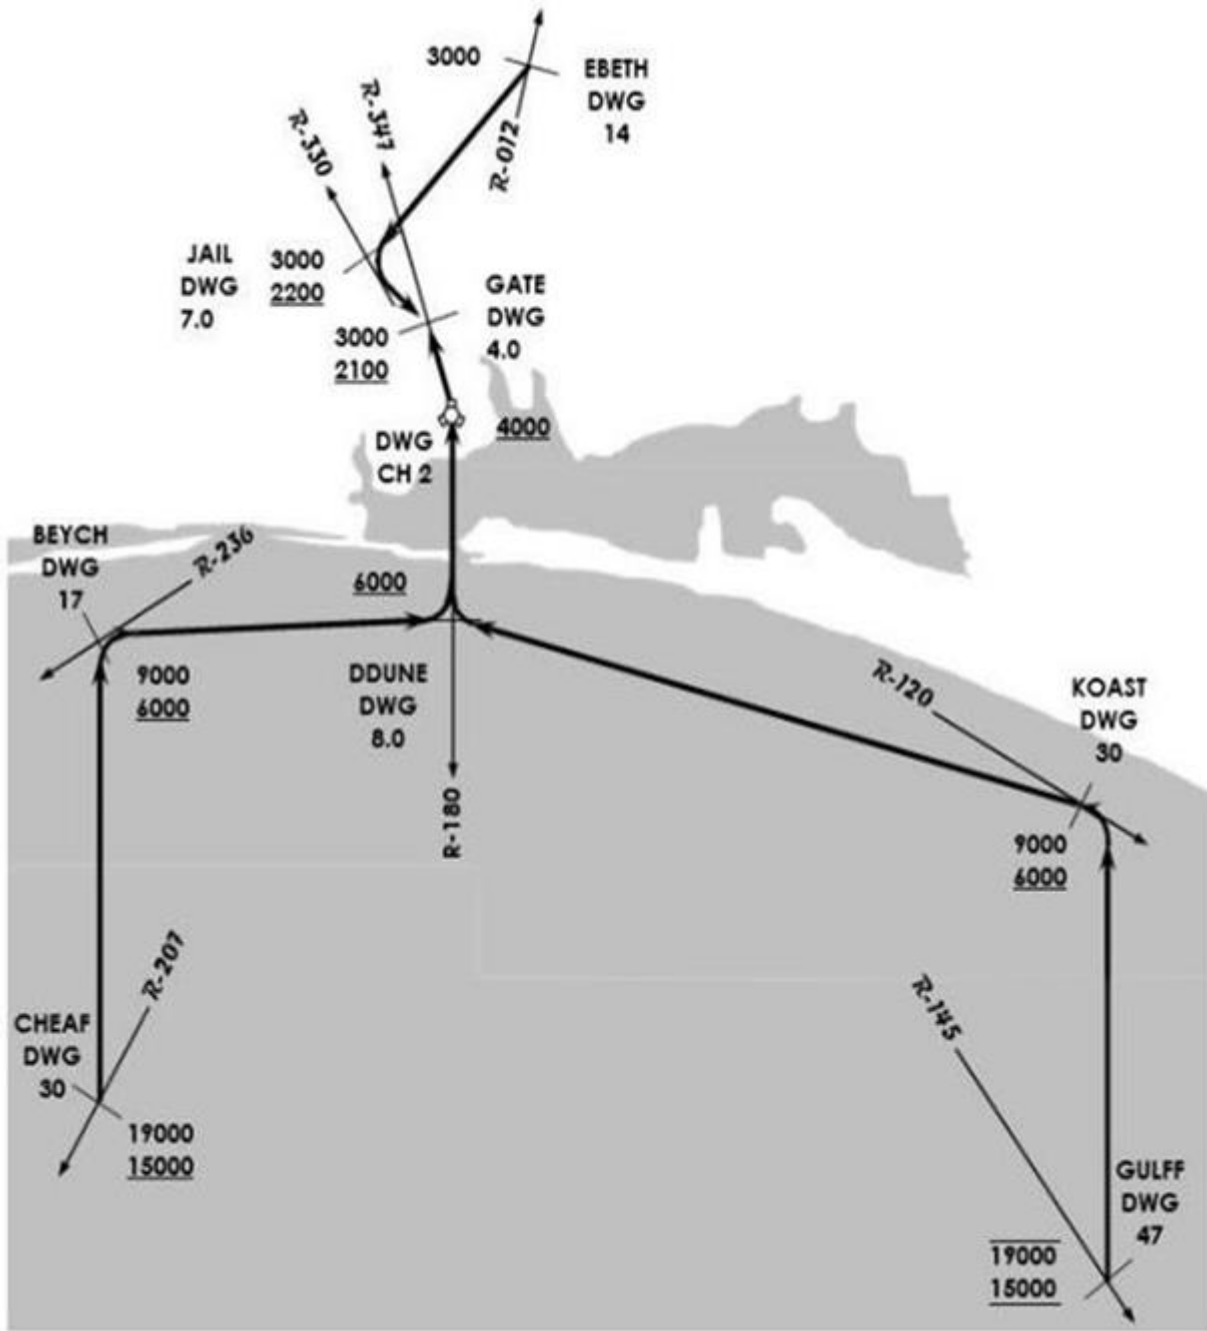 3000
EBETH
DWG
14
R-347
R-330
R-012
JAIL
DWG
7.0
3000
2200
GATE
DWG
4.0
3000
2100
DWG
CH 2
4000
BEYCH
DWG
17
R-236
6000
9000
6000
DDUNE
DWG
8.0
R-120
KOAST
DWG
30
R-180
9000
6000
R-207
R-145
CHEAF
DWG
30
19000
15000
GULFF
DWG
47
19000
15000